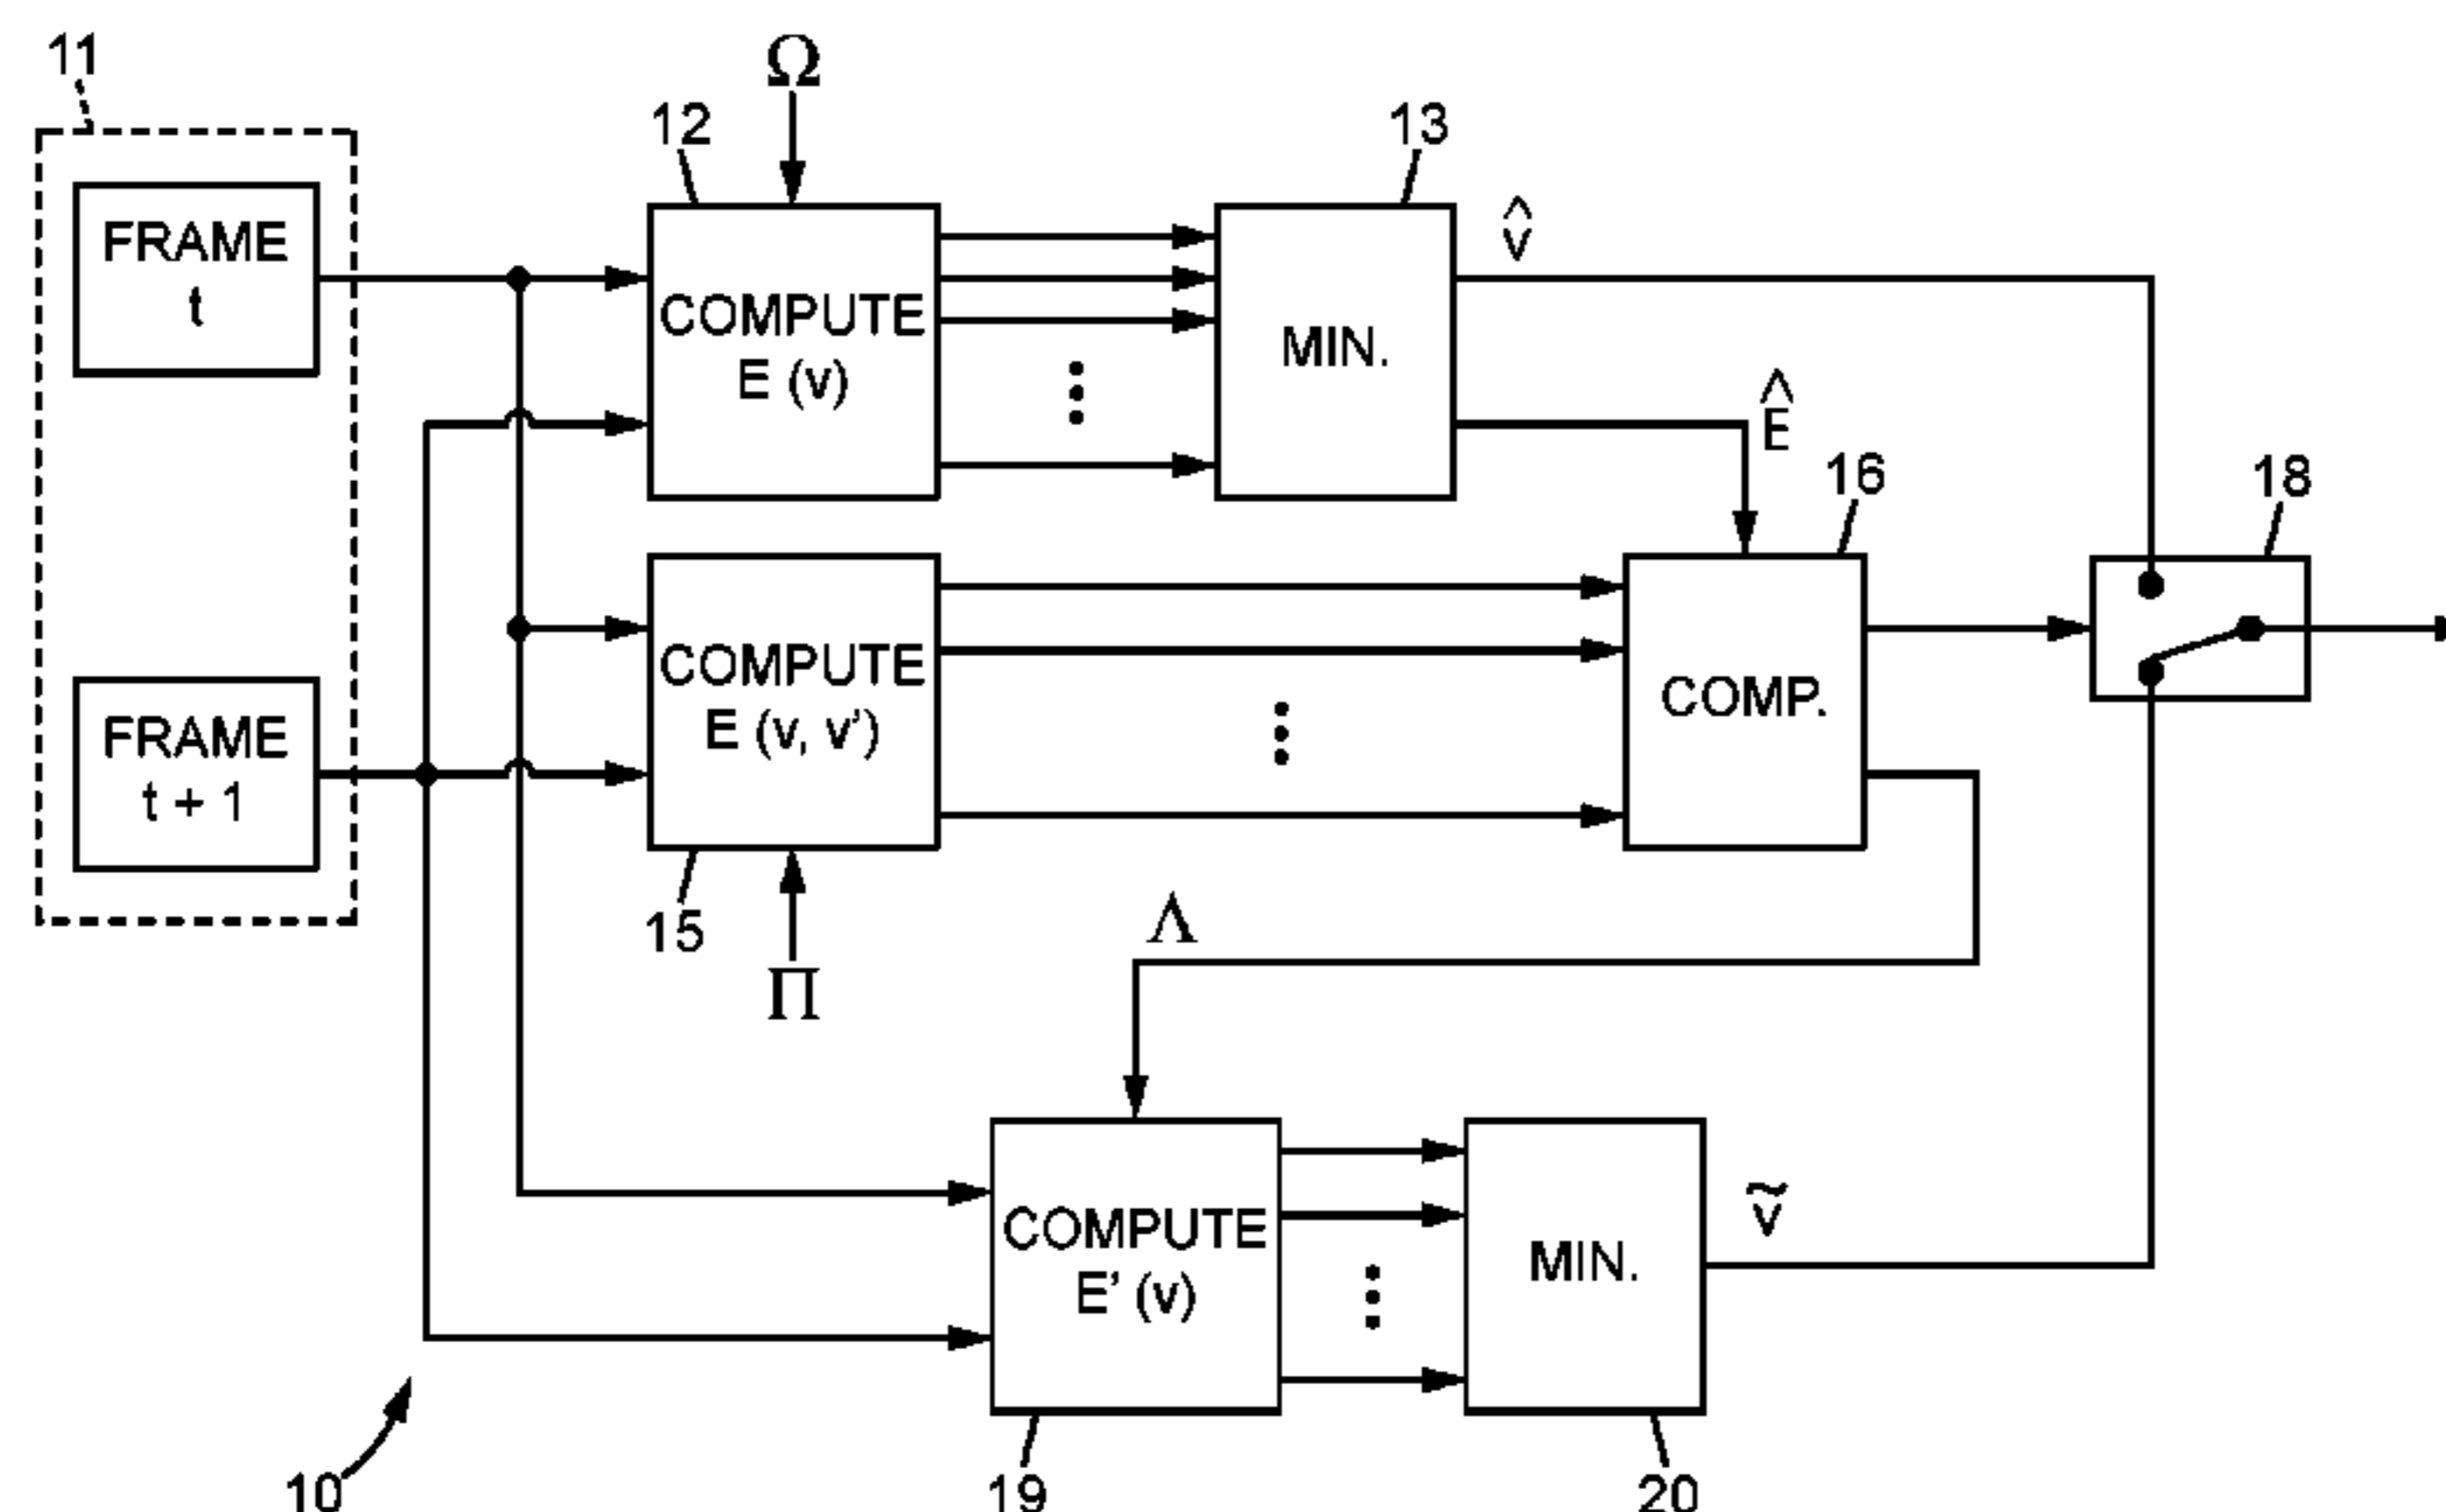 11
FRAME
t
FRAME
t + 1
Ω
12
COMPUTE
E (v)
13
MIN.
v̂
Ê
16
COMP.
18
COMPUTE
E (v, v’)
15
Π
Λ
COMPUTE
E’ (v)
19
MIN.
20
ṽ
10